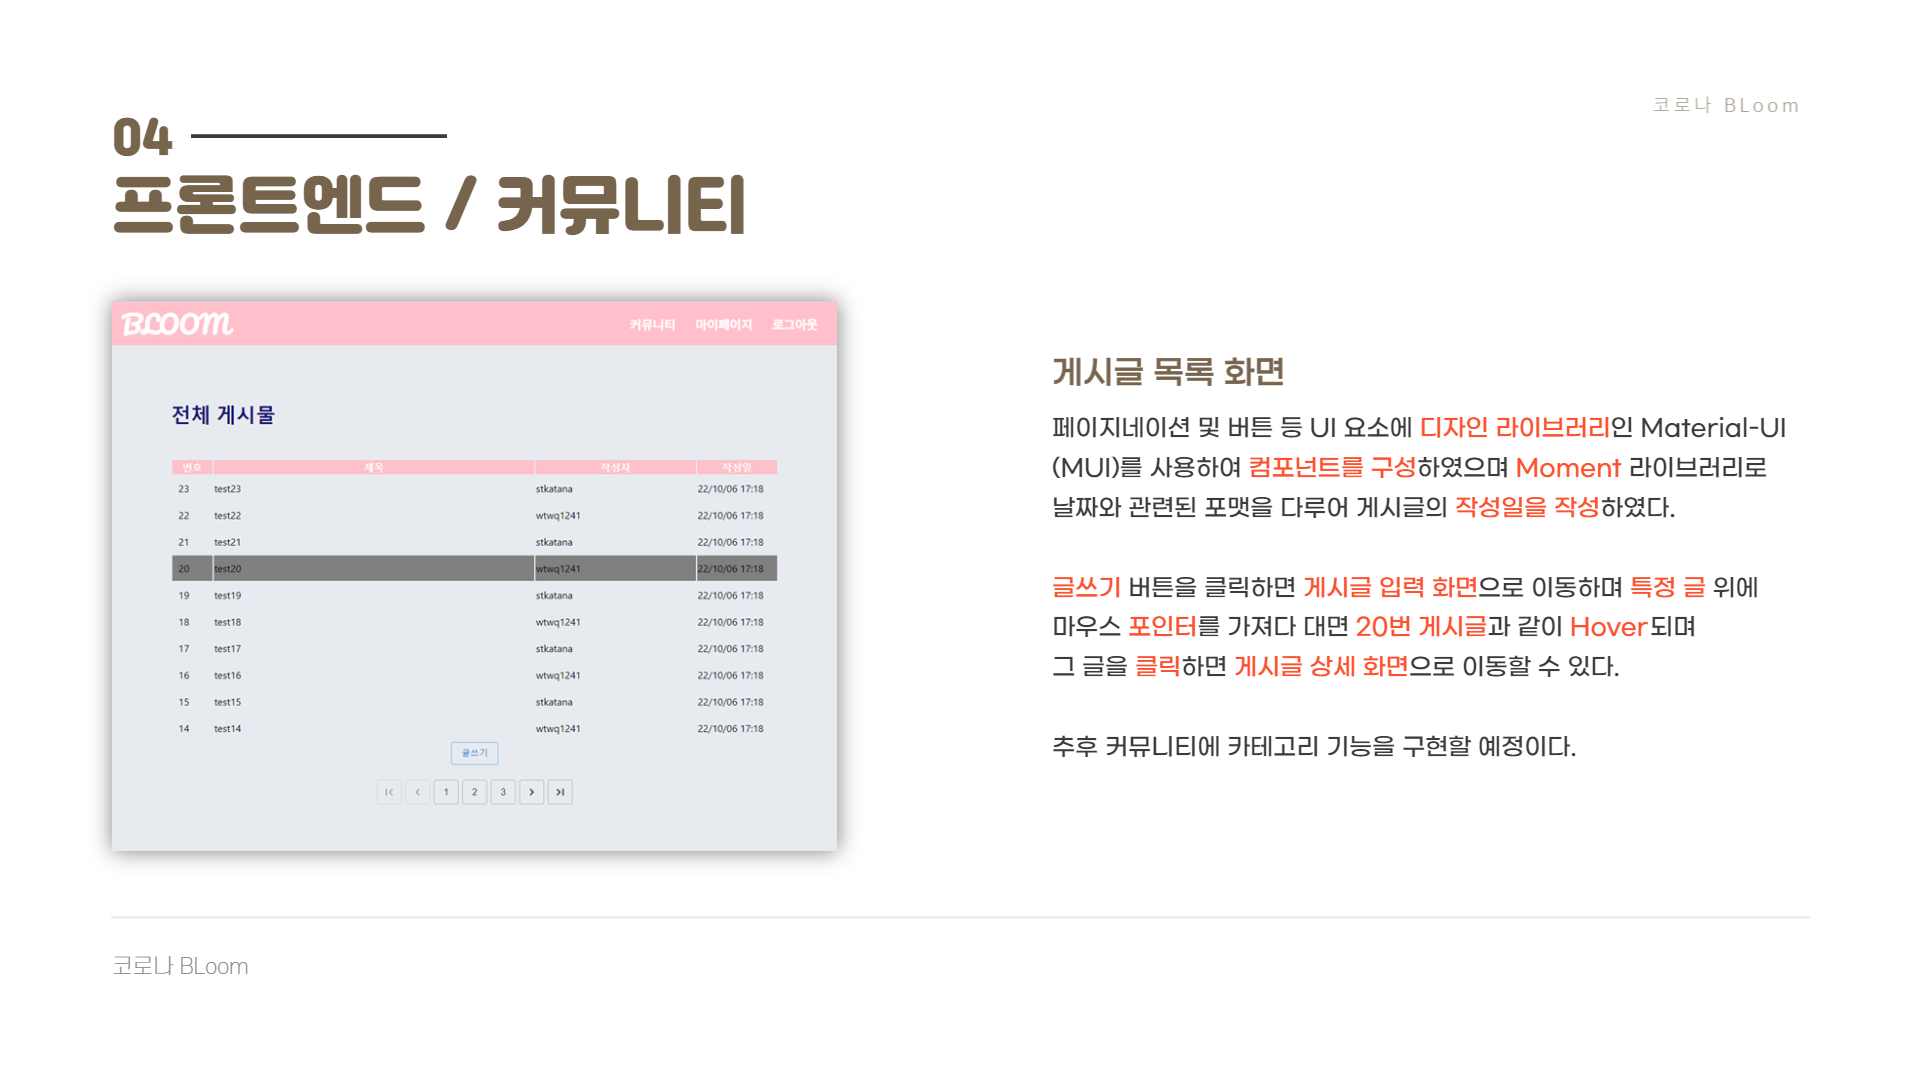 코로나 BLoom
04
프론트엔드 / 커뮤니티
BLOOM
커뮤니티 마이페이지 로그아웃
전체 게시물
번호 제목 작성자 작성일
23 test23 stkatana 22/10/06 17:18
22 test22 wtwq1241 22/10/06 17:18
21 test21 stkatana 22/10/06 17:18
20 test20 wtwq1241 22/10/06 17:18
19 test19 stkatana 22/10/06 17:18
18 test18 wtwq1241 22/10/06 17:18
17 test17 stkatana 22/10/06 17:18
16 test16 wtwq1241 22/10/06 17:18
15 test15 stkatana 22/10/06 17:18
14 test14 wtwq1241 22/10/06 17:18
글쓰기
1 2 3
게시글 목록 화면
페이지네이션 및 버튼 등 UI 요소에 디자인 라이브러리인 Material-UI
(MUI)를 사용하여 컴포넌트를 구성하였으며 Moment 라이브러리로
날짜와 관련된 포맷을 다루어 게시글의 작성일을 작성하였다.
글쓰기 버튼을 클릭하면 게시글 입력 화면으로 이동하며 특정 글 위에
마우스 포인터를 가져다 대면 20번 게시글과 같이 Hover되며
그 글을 클릭하면 게시글 상세 화면으로 이동할 수 있다.
추후 커뮤니티에 카테고리 기능을 구현할 예정이다.
코로나 BLoom